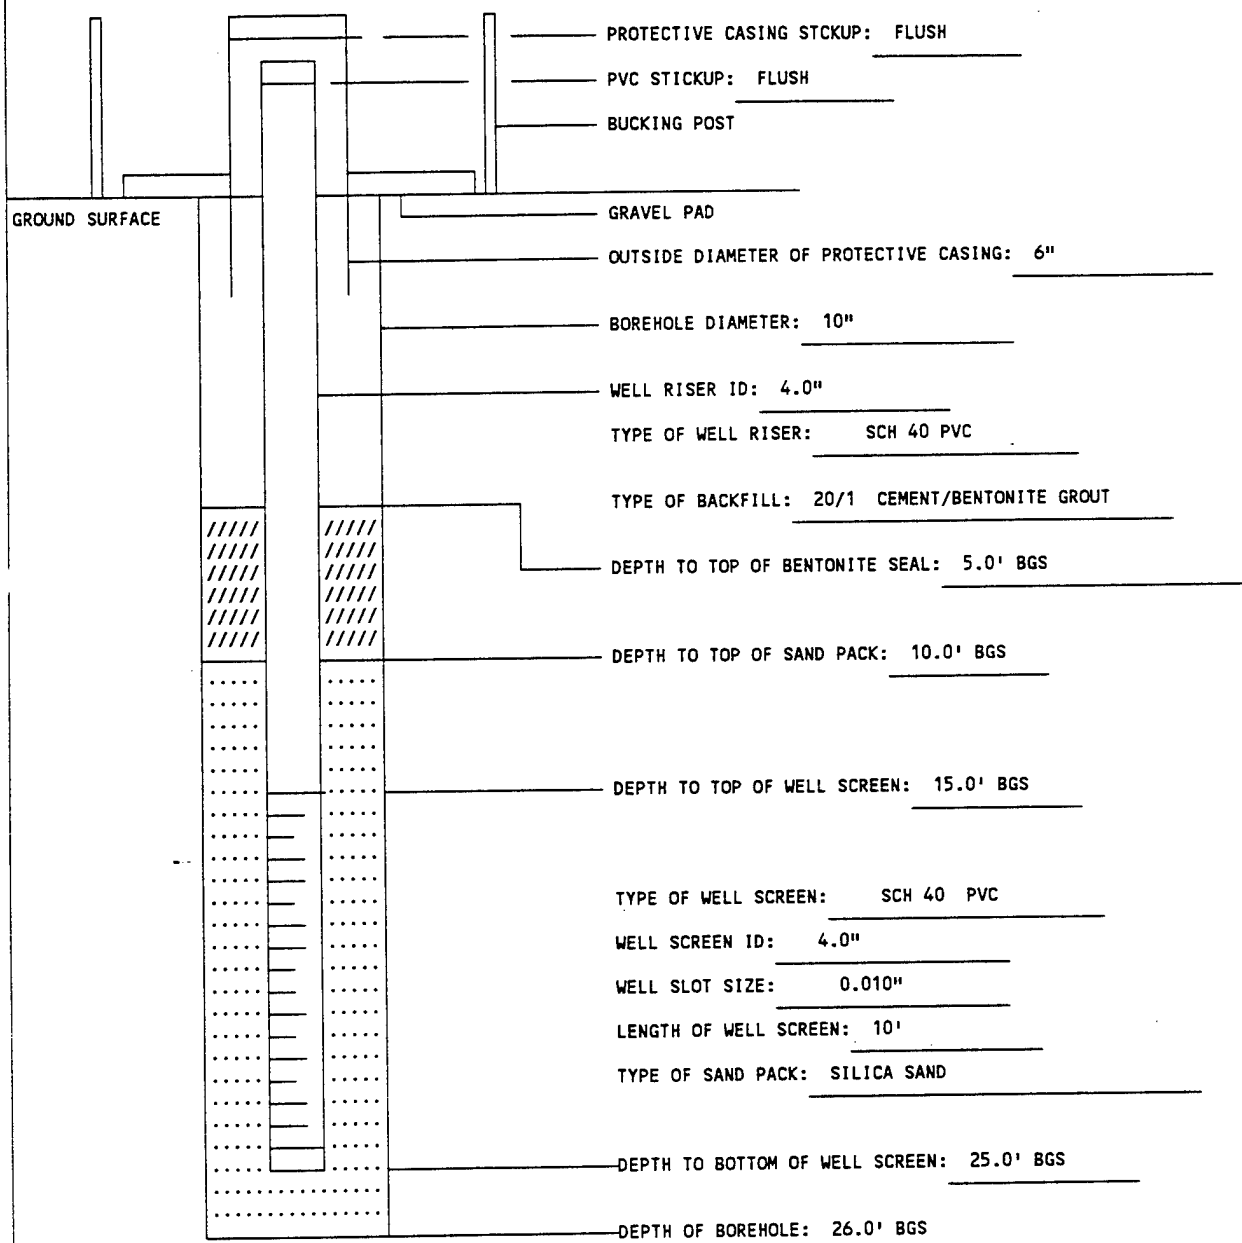 PROTECTIVE CASING STCKUP: FLUSH
PVC STICKUP: FLUSH
BUCKING POST
GROUND SURFACE
GRAVEL PAD
OUTSIDE DIAMETER OF PROTECTIVE CASING: 6"
BOREHOLE DIAMETER: 10"
WELL RISER ID: 4.0"
TYPE OF WELL RISER: SCH 40 PVC
TYPE OF BACKFILL: 20/1 CEMENT/BENTONITE GROUT
DEPTH TO TOP OF BENTONITE SEAL: 5.0' BGS
DEPTH TO TOP OF SAND PACK: 10.0' BGS
DEPTH TO TOP OF WELL SCREEN: 15.0' BGS
TYPE OF WELL SCREEN: SCH 40 PVC
WELL SCREEN ID: 4.0"
WELL SLOT SIZE: 0.010"
LENGTH OF WELL SCREEN: 10'
TYPE OF SAND PACK: SILICA SAND
DEPTH TO BOTTOM OF WELL SCREEN: 25.0' BGS
DEPTH OF BOREHOLE: 26.0' BGS